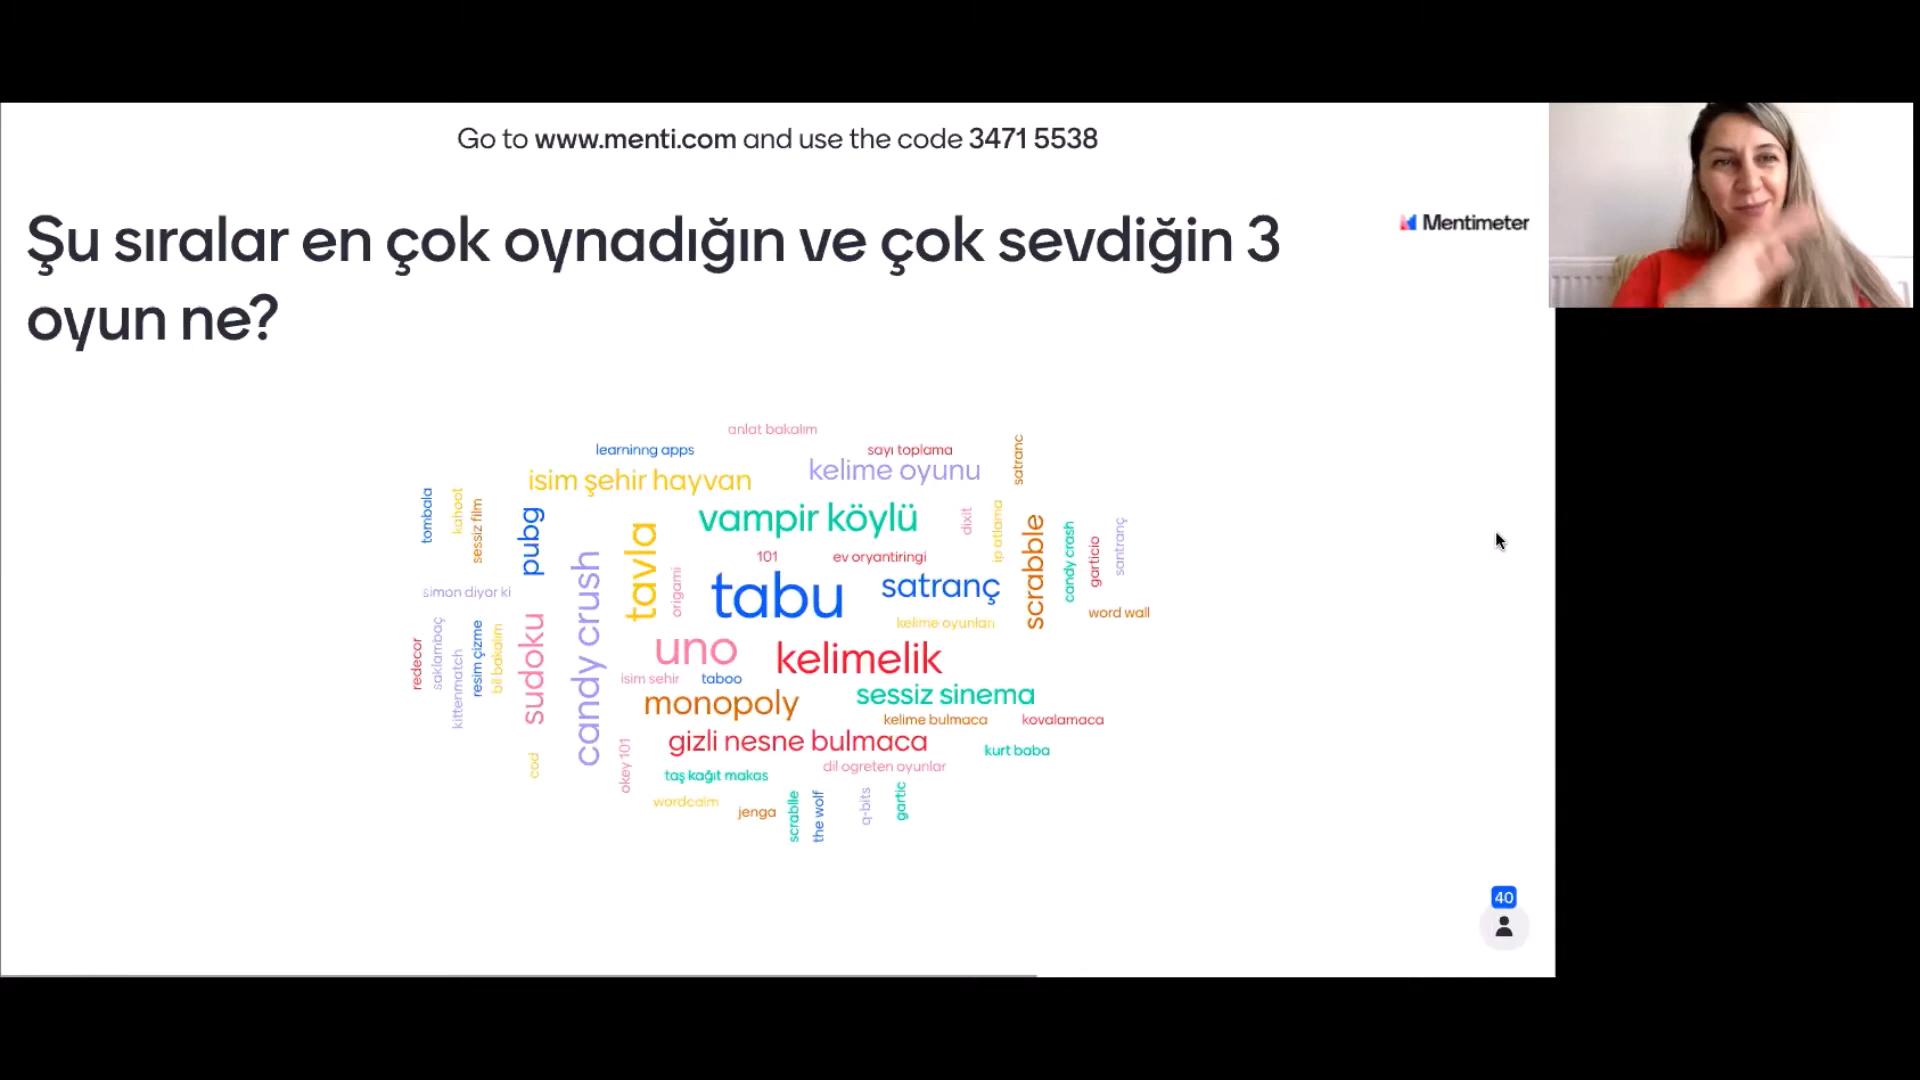 Go to www.menti.com and use the code 3471 5538
Mentimeter
Şu sıralar en çok oynadığın ve çok sevdiğin 3
oyun ne?
anlat bakalım
learninng apps
sayı toplama
satranc
isim şehir hayvan
kelime oyunu
tombala
kahoot
sessiz film
pubg
tavla
vampir köylü
dixit
ip atlama
scrabble
candy crash
garticio
santranç
101
ev oryantiringi
candy crush
origami
tabu
satranç
simon diyor ki
kelime oyunları
word wall
redecor
saklambaç
kittenmatch
resim çizme
bil bakalım
sudoku
uno
kelimelik
isim sehir
taboo
monopoly
sessiz sinema
kelime bulmaca
kovalamaca
gizli nesne bulmaca
kurt baba
cod
okey 101
dil ogreten oyunlar
taş kağıt makas
wordcalm
jenga
scrablle
the wolf
q-bits
gartic
40